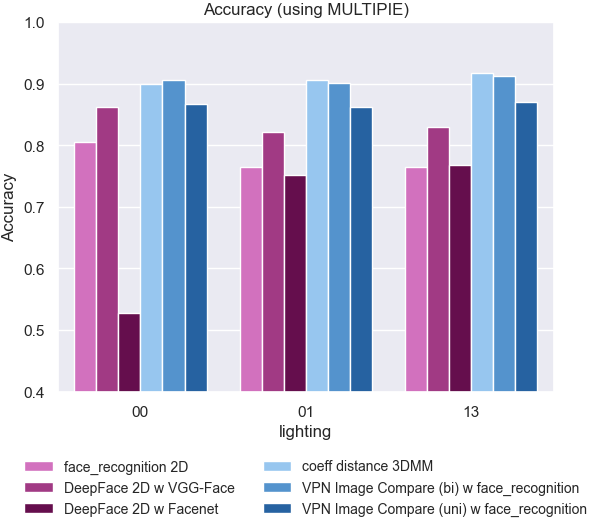 Accuracy (using MULTIPIE)
1.0
0.9
0.8
0.7
0.6
0.5
0.4
Accuracy
00 01 13
lighting
face_recognition 2D
DeepFace 2D w VGG-Face
DeepFace 2D w Facenet
coeff distance 3DMM
VPN Image Compare (bi) w face_recognition
VPN Image Compare (uni) w face_recognition